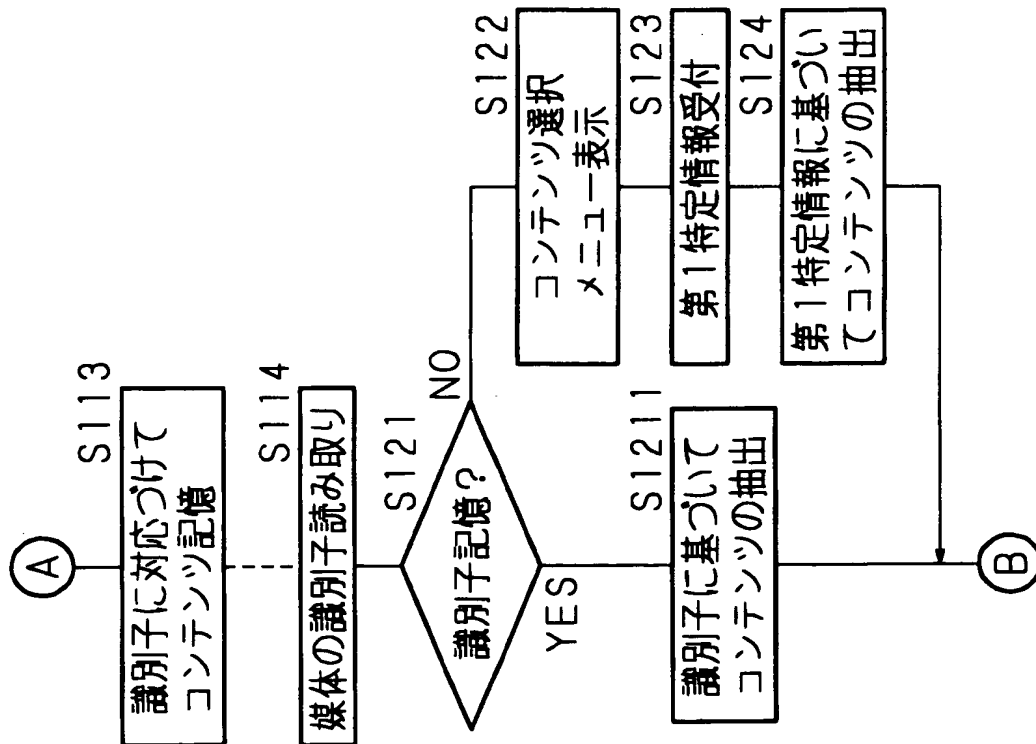 A
S113
識別子に対応づけて
コンテンツ記憶
S114
媒体の識別子読み取り
S121
識別子記憶?
NO
YES
S122
コンテンツ選択
メニュー表示
S123
第1特定情報受付
S124
第1特定情報に基づい
てコンテンツの抽出
S1211
識別子に基づいて
コンテンツの抽出
B